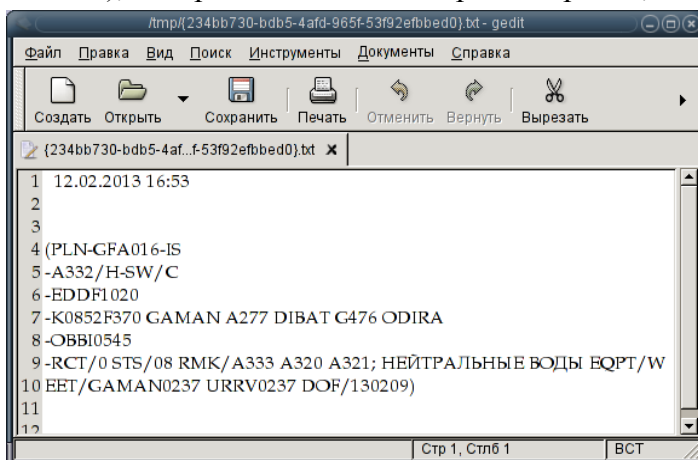 /tmp/{234bb730-bdb5-4afd-965f-53f92efbbed0}.txt - gedit
Файл Правка Вид Поиск Инструменты Документы Справка
Создать Открыть Сохранить Печать Отменить Вернуть Вырезать
{234bb730-bdb5-4af...f-53f92efbbed0}.txt
1 12.02.2013 16:53
2
3
4 (PLN-GFA016-IS
5 -A332/H-SW/C
6 -EDDF1020
7 -K0852F370 GAMAN A277 DIBAT G476 ODIRA
8 -OBBI0545
9 -RCT/0 STS/08 RMK/A333 A320 A321; НЕЙТРАЛЬНЫЕ ВОДЫ EQPT/W
10 EET/GAMAN0237 URRV0237 DOF/130209)
11
12
Стр 1, Стлб 1 ВСТ